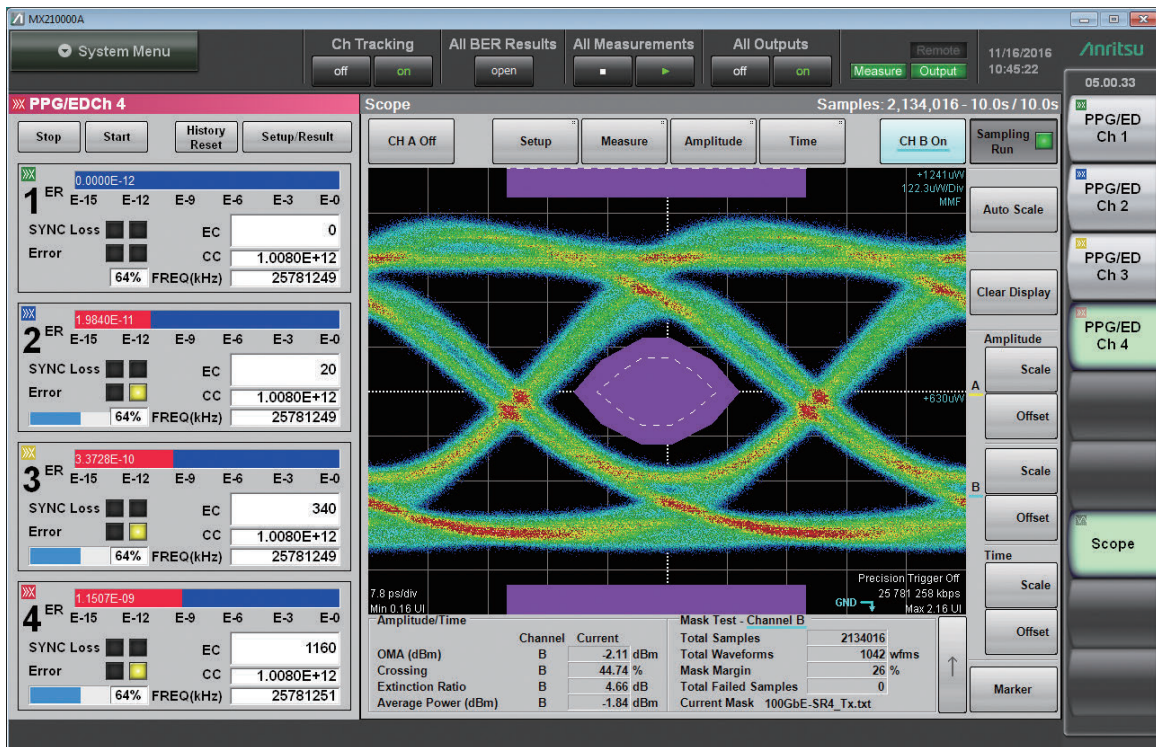 MX210000A
System Menu
Ch Tracking
off on
All BER Results
open
All Measurements
All Outputs
off on
Remote
Measure Output
11/16/2016
10:45:22
Anritsu
05.00.33
PPG/EDCh 4
Stop Start History Reset Setup/Result
1 ER 0.0000E-12
E-15 E-12 E-9 E-6 E-3 E-0
SYNC Loss EC 0
Error CC 1.0080E+12
64% FREQ(kHz) 25781249
2 ER 1.9840E-11
E-15 E-12 E-9 E-6 E-3 E-0
SYNC Loss EC 20
Error CC 1.0080E+12
64% FREQ(kHz) 25781249
3 ER 3.3728E-10
E-15 E-12 E-9 E-6 E-3 E-0
SYNC Loss EC 340
Error CC 1.0080E+12
64% FREQ(kHz) 25781249
4 ER 1.1507E-09
E-15 E-12 E-9 E-6 E-3 E-0
SYNC Loss EC 1160
Error CC 1.0080E+12
64% FREQ(kHz) 25781251
Scope Samples: 2,134,016 - 10.0s / 10.0s
CH A Off Setup Measure Amplitude Time CH B On Sampling Run
+1241uW
122.3uW/Div
MMF
+630uW
Precision Trigger Off
7.8 ps/div 25 781 258 kbps
GND
Min 0.16 UI Max 2.16 UI
Auto Scale
Clear Display
Amplitude
A
Scale
Offset
B
Scale
Offset
Time
Scale
Offset
Marker
Amplitude/Time
Channel Current
OMA (dBm) B -2.11 dBm
Crossing B 44.74 %
Extinction Ratio B 4.66 dB
Average Power (dBm) B -1.84 dBm
Mask Test - Channel B
Total Samples 2134016
Total Waveforms 1042 wfms
Mask Margin 26 %
Total Failed Samples 0
Current Mask 100GbE-SR4_Tx.txt
PPG/ED
Ch 1
PPG/ED
Ch 2
PPG/ED
Ch 3
PPG/ED
Ch 4
Scope